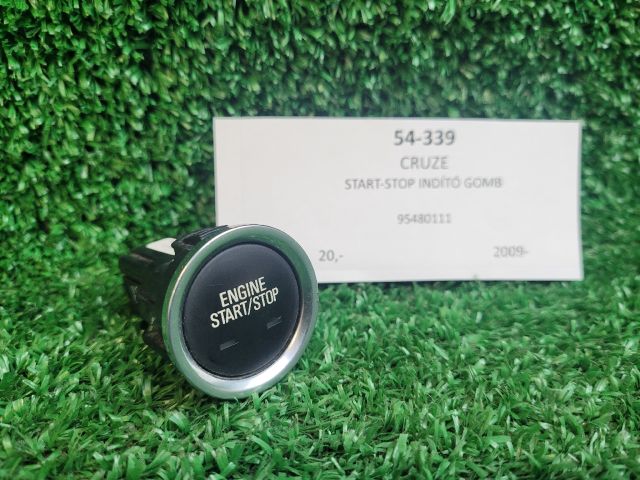 54-339
CRUZE
START-STOP INDÍTÓ GOMB
95480111
20,- 2009-
ENGINE
START/STOP